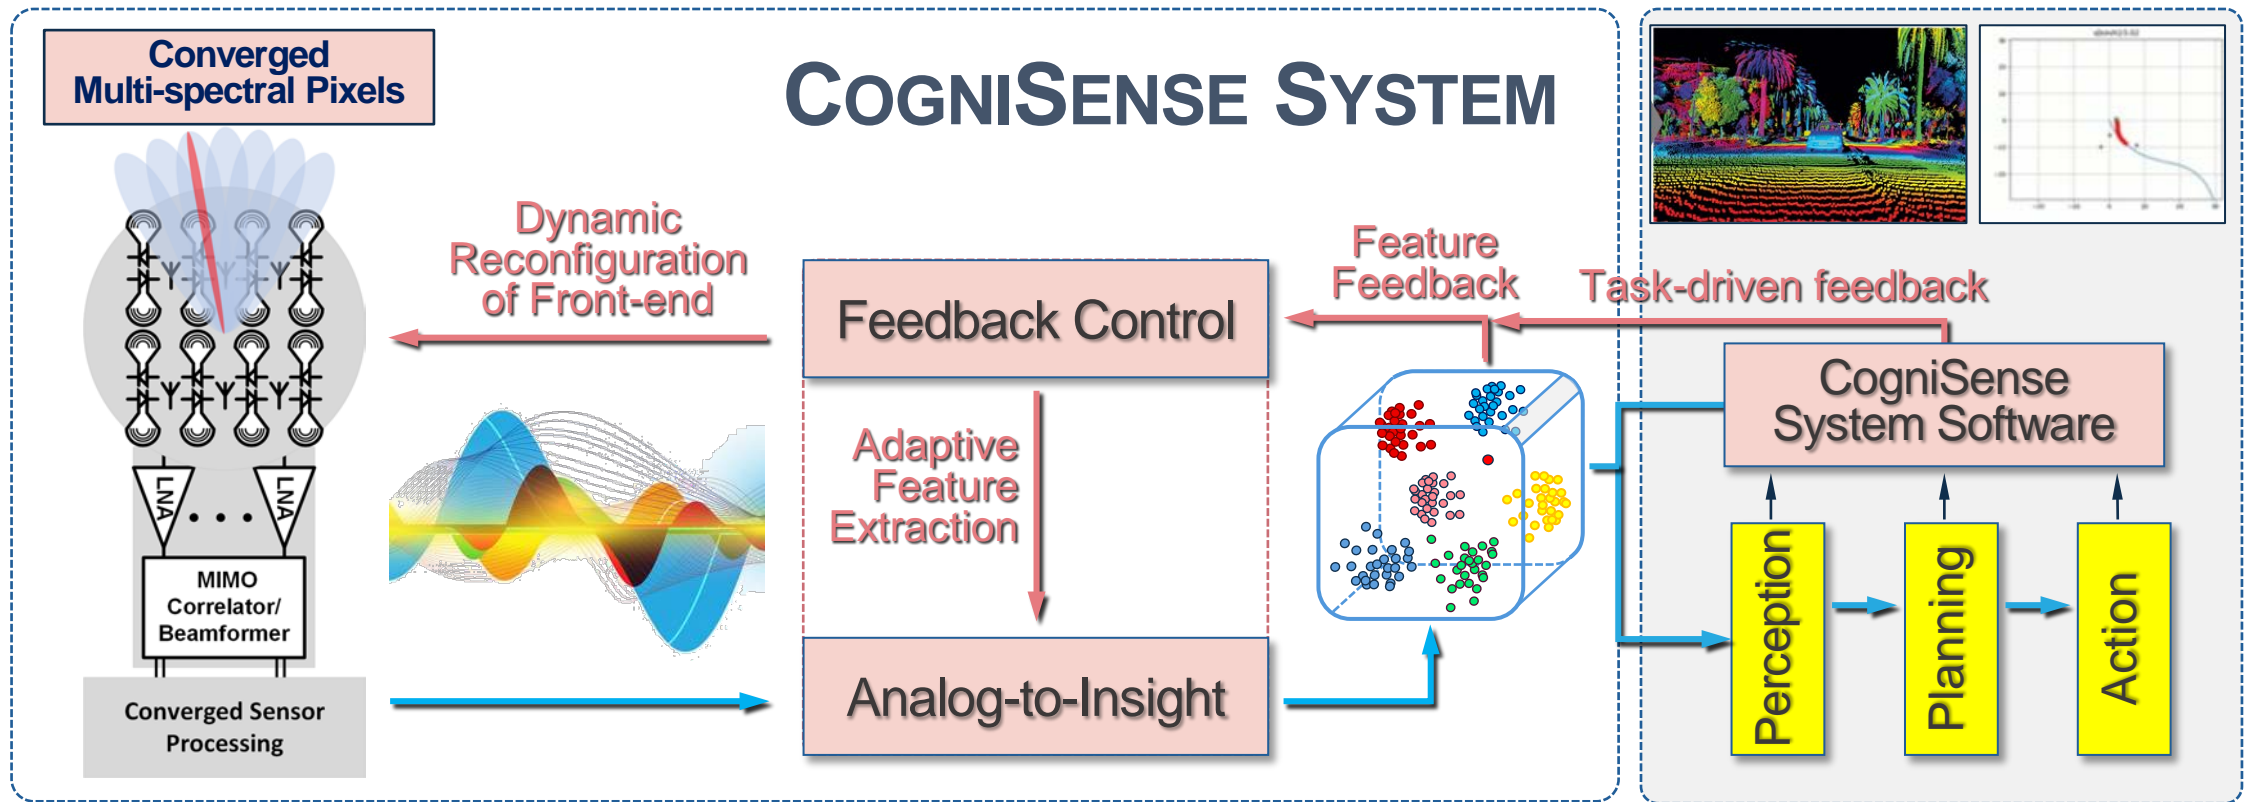 Converged
Multi-spectral Pixels
COGNISENSE SYSTEM
Dynamic
Reconfiguration
of Front-end
Feature
Feedback
Task-driven feedback
Feedback Control
CogniSense
System Software
Adaptive
Feature
Extraction
LNA
LNA
MIMO
Correlator/
Beamformer
Converged Sensor
Processing
Analog-to-Insight
Perception
Planning
Action